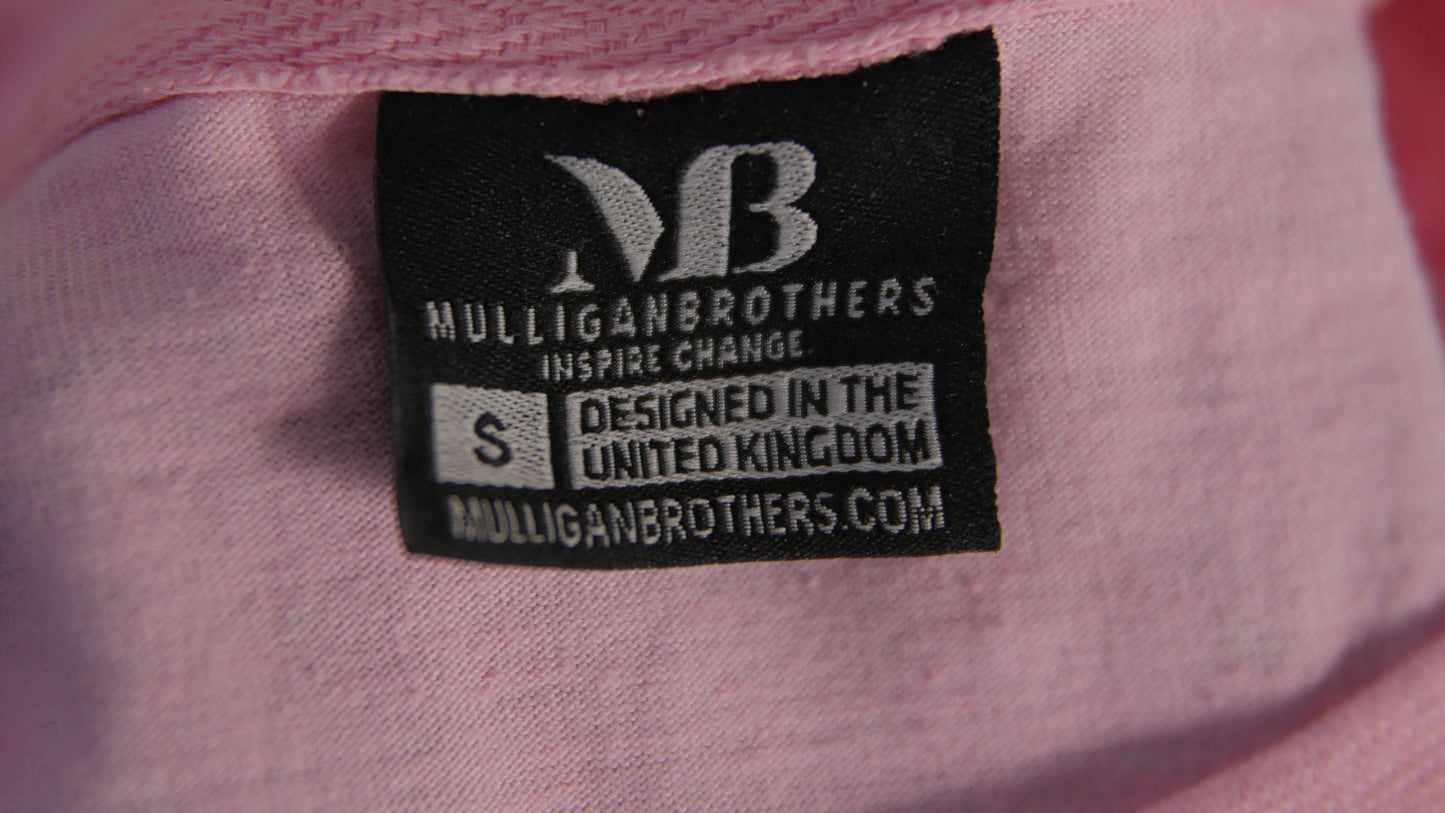 MB
MULLIGANBROTHERS
INSPIRE CHANGE.
S
DESIGNED IN THE
UNITED KINGDOM
MULLIGANBROTHERS.COM